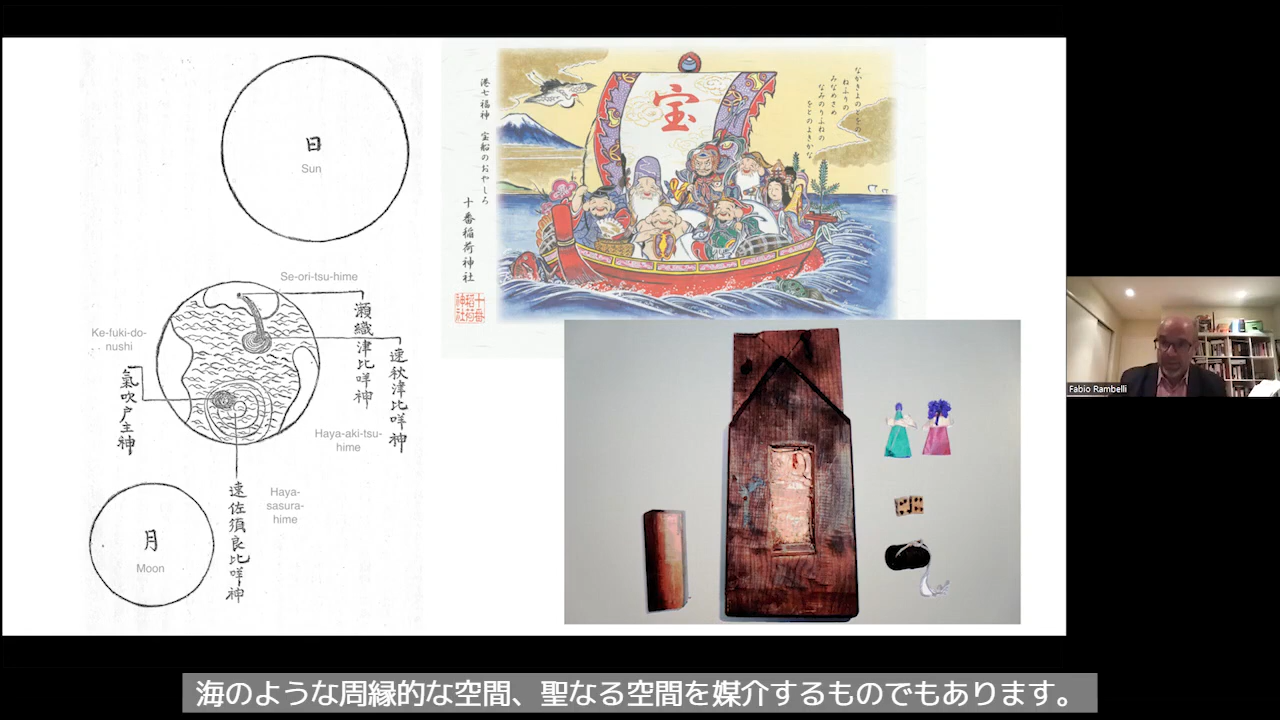 日
Sun
Se-ori-tsu-hime
瀬織津比咩神
Ke-fuki-do-
nushi
氣吹戸主神
速秋津比咩神
Haya-aki-tsu-
hime
Haya-
sasura-
hime
速佐須良比咩神
月
Moon
港七福神 宝船のおやしろ
十番稲荷神社
宝
なかきよのとをの
ねふりの
みなめさめ
なみのりふねの
をとのよきかな
Fabio Rambelli
海のような周縁的な空間、聖なる空間を媒介するものでもあります。